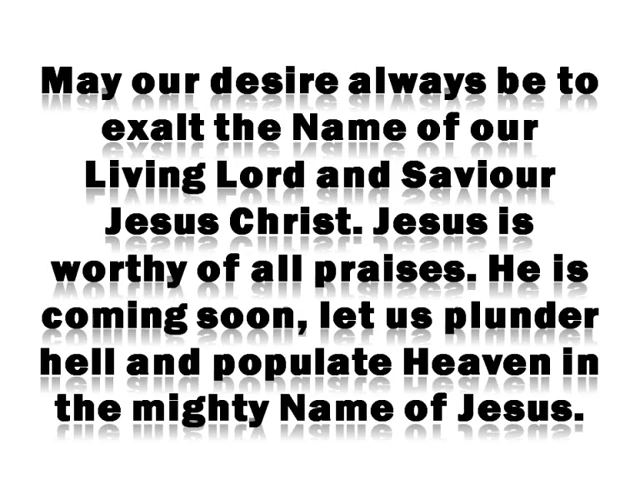 May our desire always be to
exalt the Name of our
Living Lord and Saviour
Jesus Christ. Jesus is
worthy of all praises. He is
coming soon, let us plunder
hell and populate Heaven in
the mighty Name of Jesus.